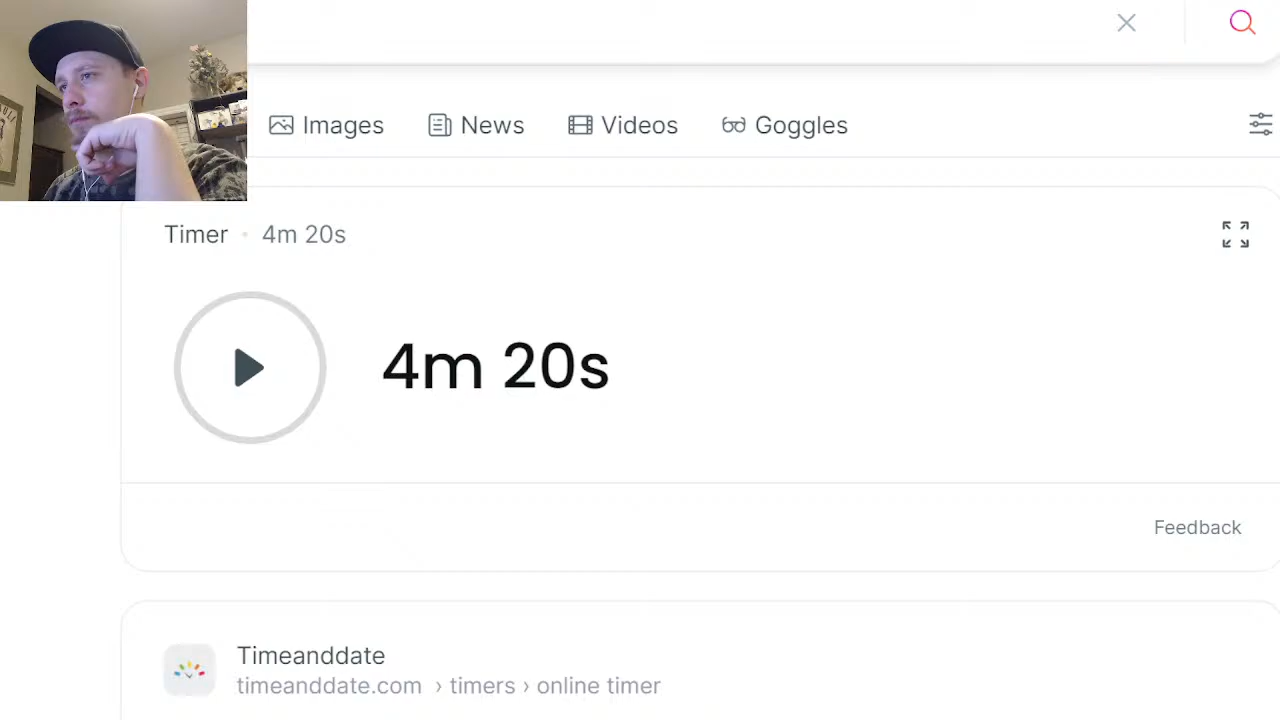 Images News Videos Goggles
Timer • 4m 20s
4m 20s
Feedback
Timeanddate
timeanddate.com › timers › online timer